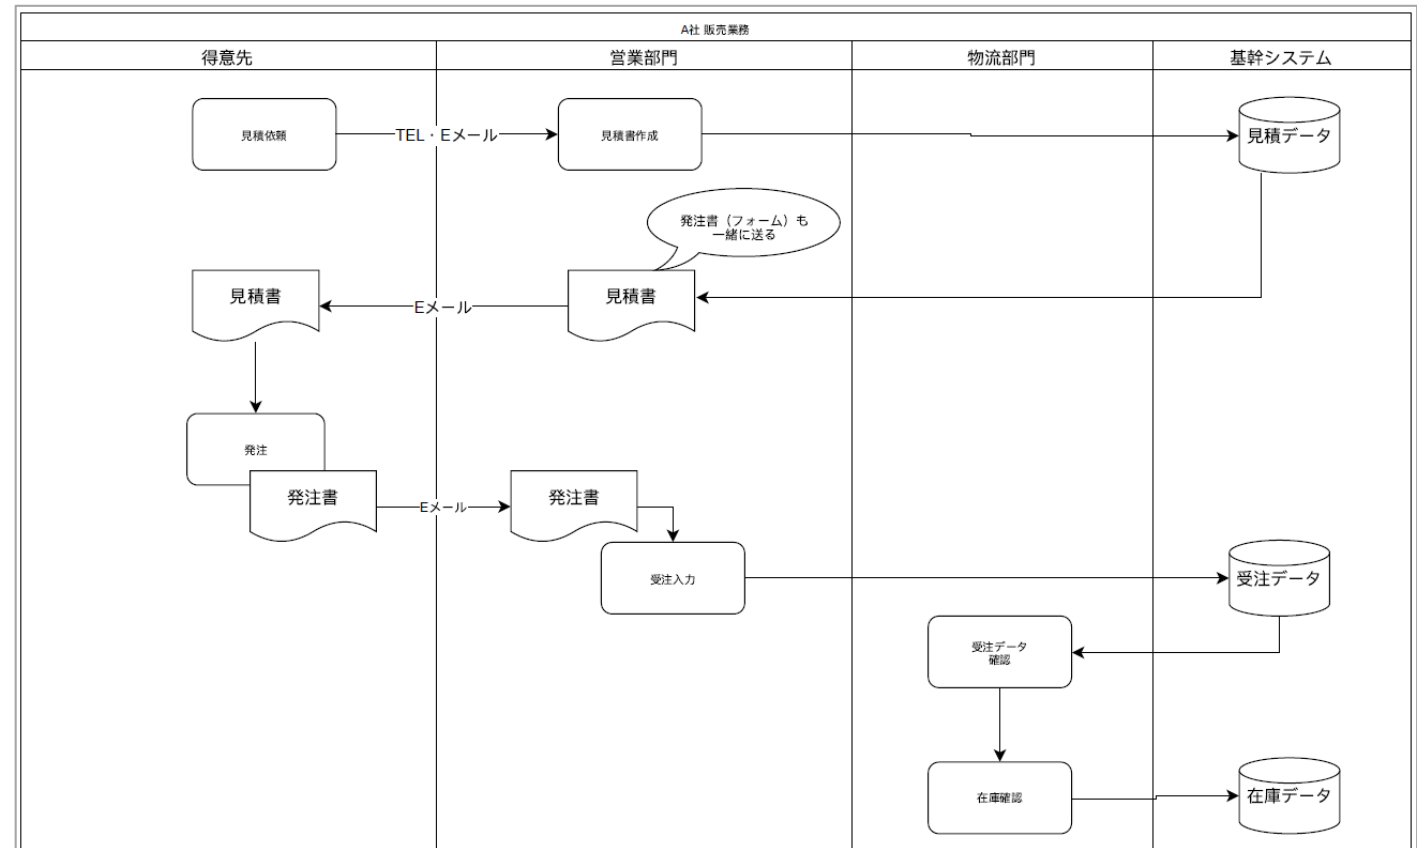 A社 販売業務
得意先
営業部門
物流部門
基幹システム
見積依頼
TEL・Eメール
見積書作成
見積データ
発注書（フォーム）も
一緒に送る
見積書
Eメール
見積書
発注
発注書
Eメール
発注書
受注入力
受注データ
受注データ
確認
在庫確認
在庫データ